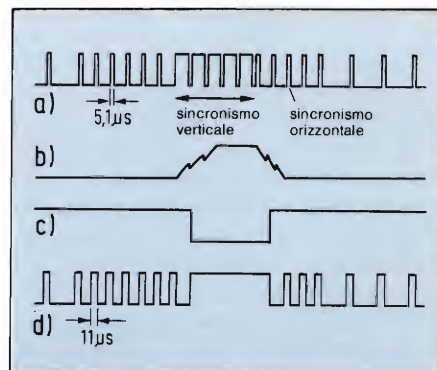 a)
5,1µs
sincronismo
verticale
sincronismo
orizzontale
b)
c)
d)
11µs